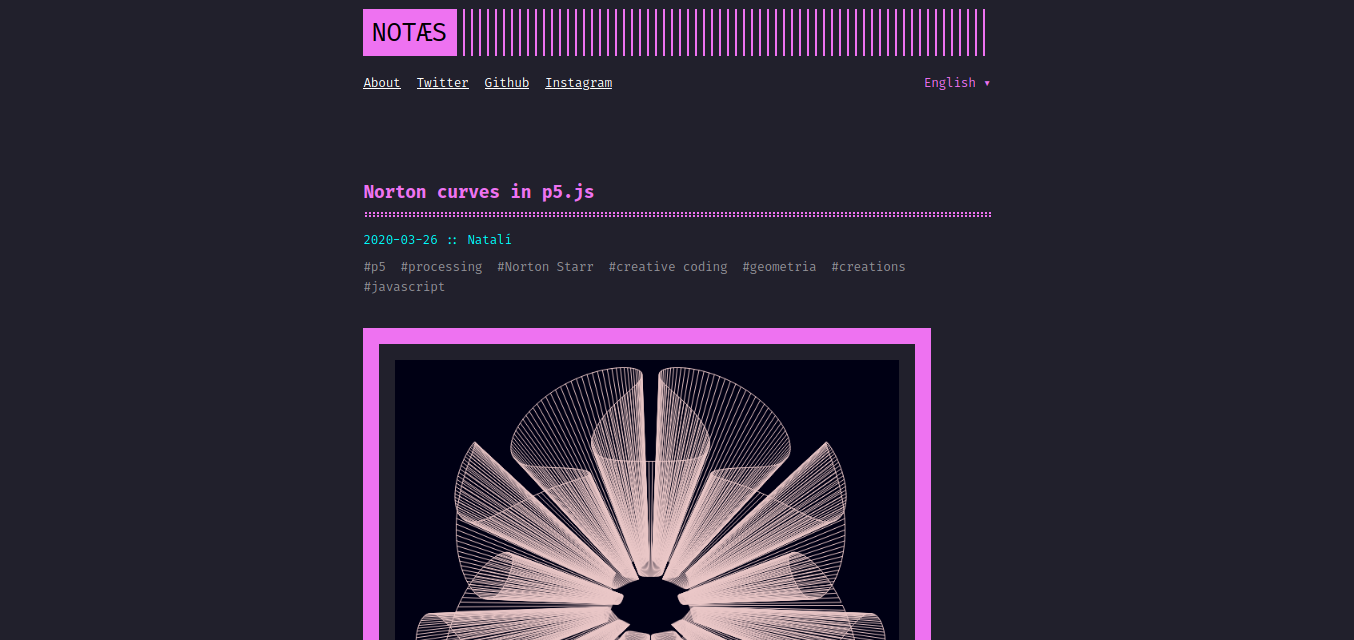 NOTÆS
About Twitter Github Instagram English ▾
Norton curves in p5.js
2020-03-26 :: Natalí
#p5 #processing #Norton Starr #creative coding #geometria #creations
#javascript